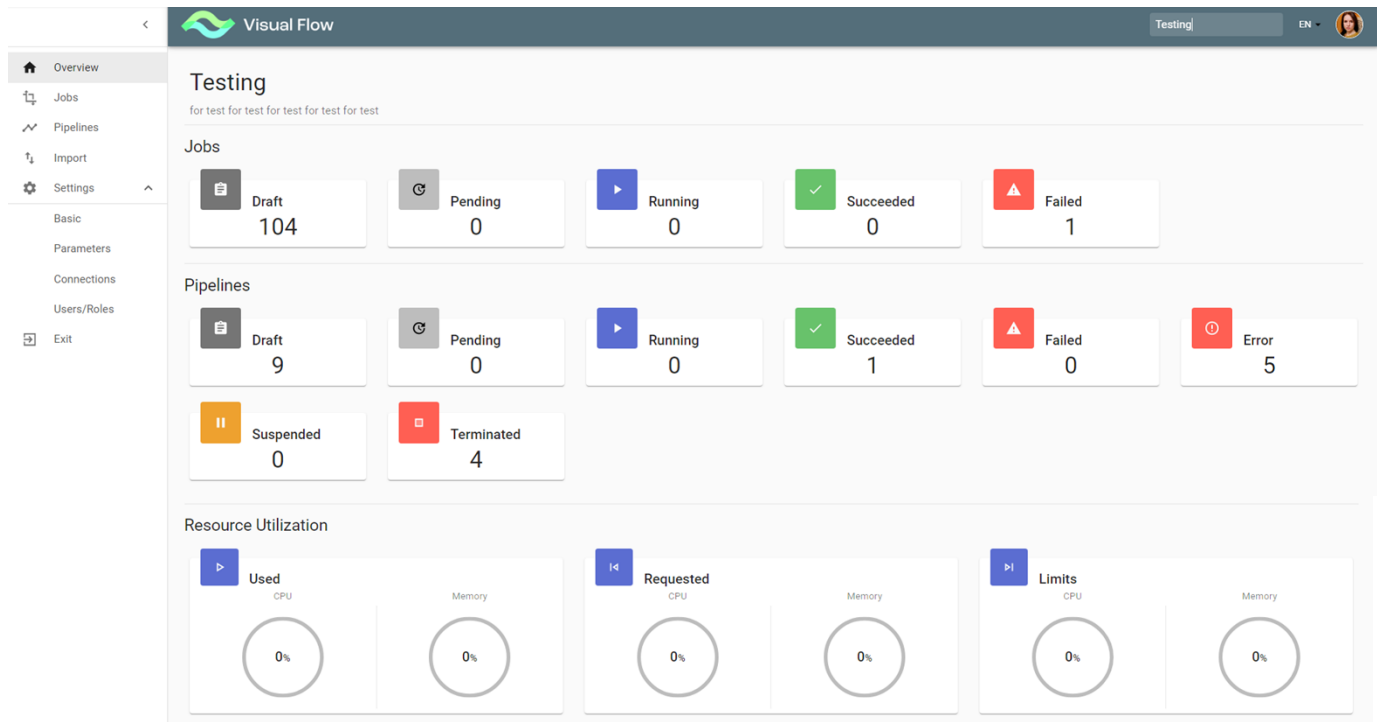 Visual Flow
Testing
EN
Overview
Jobs
Pipelines
Import
Settings
Basic
Parameters
Connections
Users/Roles
Exit
Testing
for test for test for test for test for test
Jobs
Draft
104
Pending
0
Running
0
Succeeded
0
Failed
1
Pipelines
Draft
9
Pending
0
Running
0
Succeeded
1
Failed
0
Error
5
Suspended
0
Terminated
4
Resource Utilization
Used
CPU
Memory
0%
0%
Requested
CPU
Memory
0%
0%
Limits
CPU
Memory
0%
0%